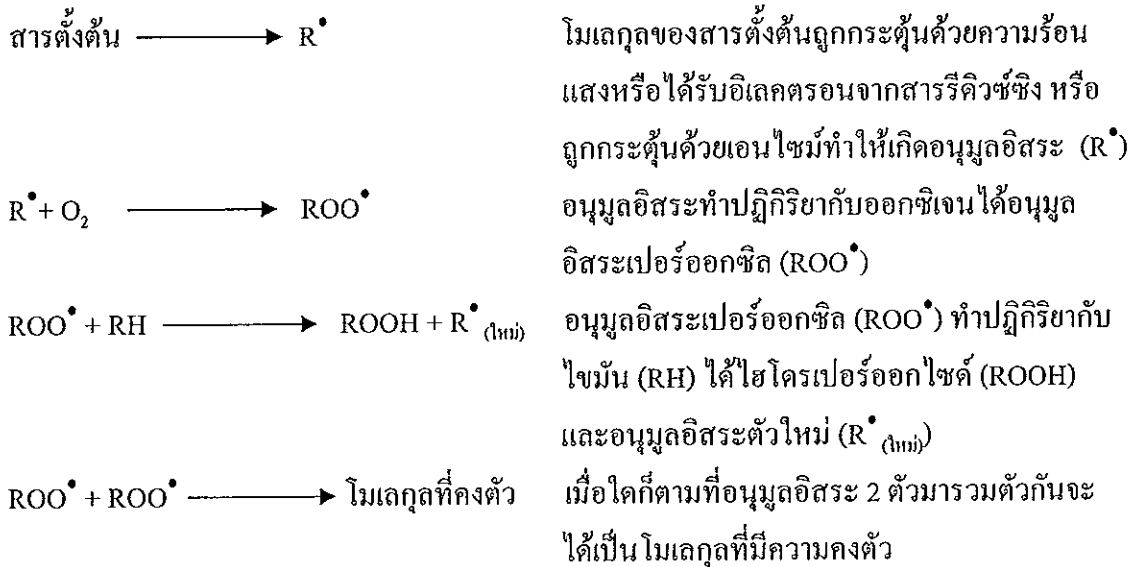 สารตั้งต้น ⟶ R• โมเลกุลของสารตั้งต้นถูกกระตุ้นด้วยความร้อน
แสงหรือได้รับอิเลคตรอนจากสารรีดิวซ์ซิง หรือ
ถูกกระตุ้นด้วยเอนไซม์ทำให้เกิดอนุมูลอิสระ (R•)
R• + O₂ ⟶ ROO• อนุมูลอิสระทำปฏิกิริยากับออกซิเจนได้อนุมูล
อิสระเปอร์ออกซิล (ROO•)
ROO• + RH ⟶ ROOH + R•(ใหม่) อนุมูลอิสระเปอร์ออกซิล (ROO•) ทำปฏิกิริยากับ
ไขมัน (RH) ได้ไฮโดรเปอร์ออกไซด์ (ROOH)
และอนุมูลอิสระตัวใหม่ (R•(ใหม่))
ROO• + ROO• ⟶ โมเลกุลที่คงตัว เมื่อใดก็ตามที่อนุมูลอิสระ 2 ตัวมารวมตัวกันจะ
ได้เป็นโมเลกุลที่มีความคงตัว